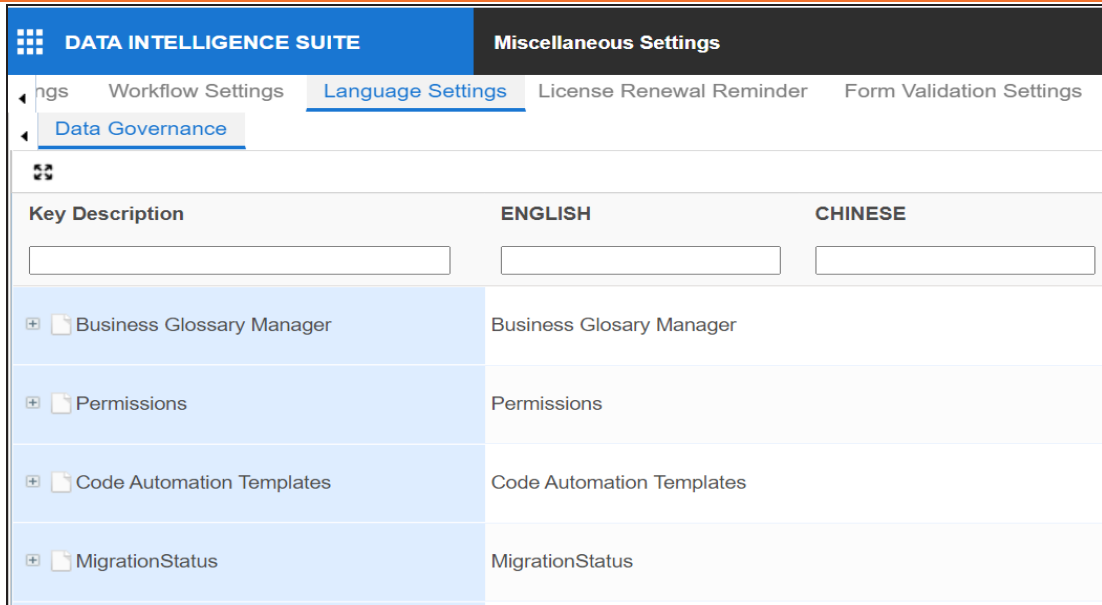 DATA INTELLIGENCE SUITE Miscellaneous Settings
ngs Workflow Settings Language Settings License Renewal Reminder Form Validation Settings
Data Governance
Key Description ENGLISH CHINESE
Business Glossary Manager Business Glosary Manager
Permissions Permissions
Code Automation Templates Code Automation Templates
MigrationStatus MigrationStatus